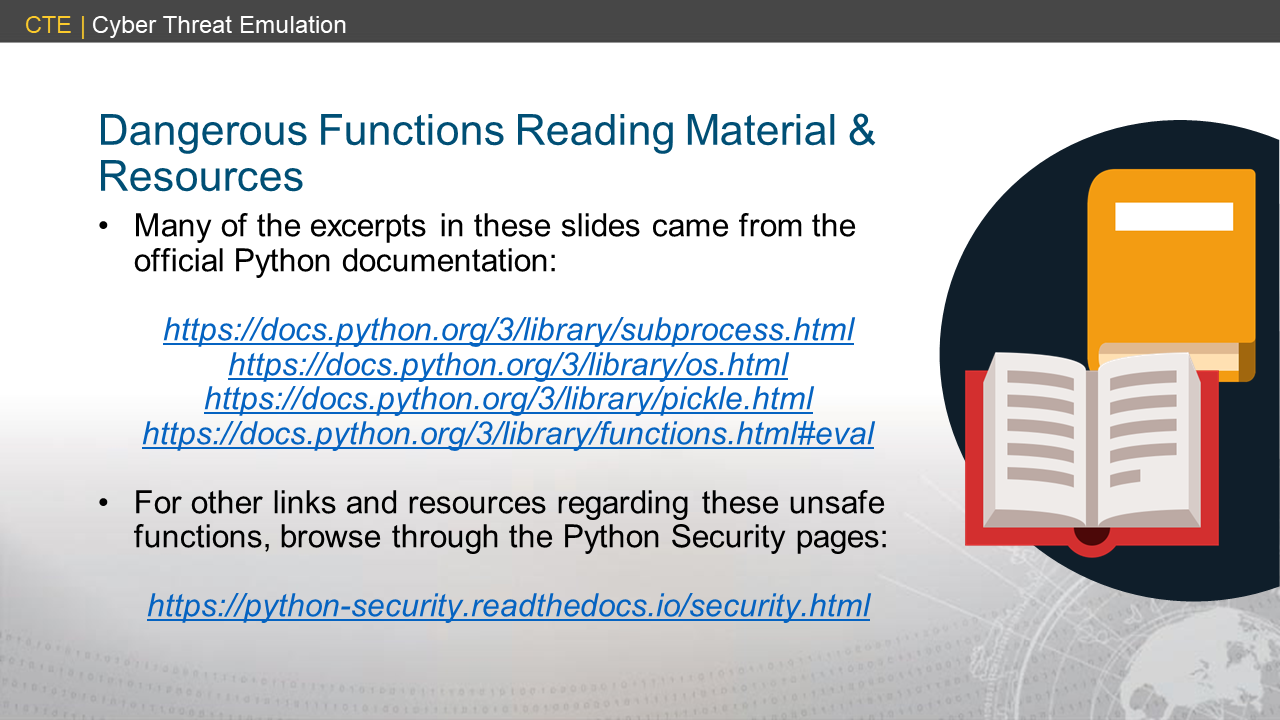 CTE | Cyber Threat Emulation
Dangerous Functions Reading Material &
Resources
• Many of the excerpts in these slides came from the
official Python documentation:
https://docs.python.org/3/library/subprocess.html
https://docs.python.org/3/library/os.html
https://docs.python.org/3/library/pickle.html
https://docs.python.org/3/library/functions.html#eval
• For other links and resources regarding these unsafe
functions, browse through the Python Security pages:
https://python-security.readthedocs.io/security.html